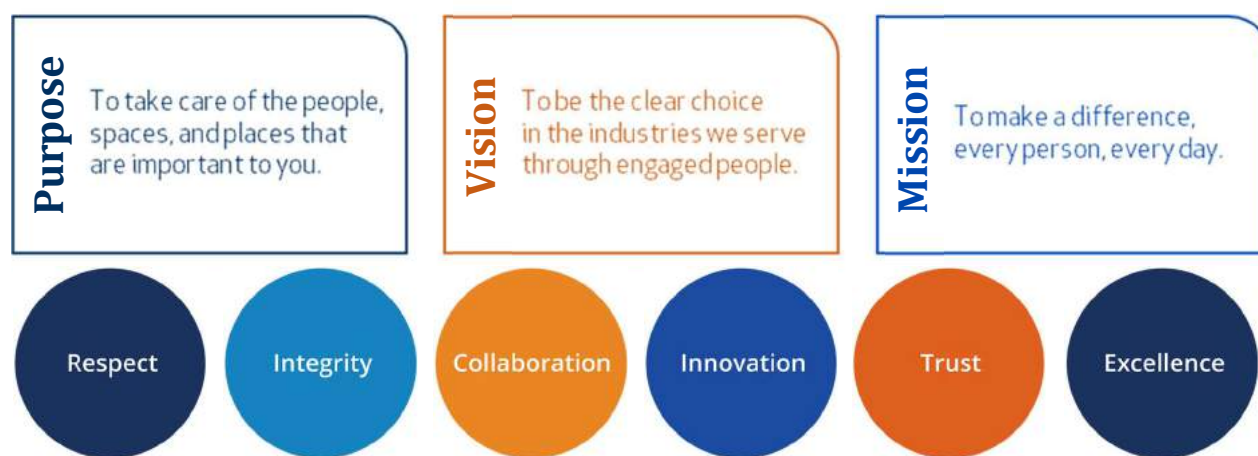 Purpose
To take care of the people,
spaces, and places that
are important to you.
Vision
To be the clear choice
in the industries we serve
through engaged people.
Mission
To make a difference,
every person, every day.
Respect
Integrity
Collaboration
Innovation
Trust
Excellence